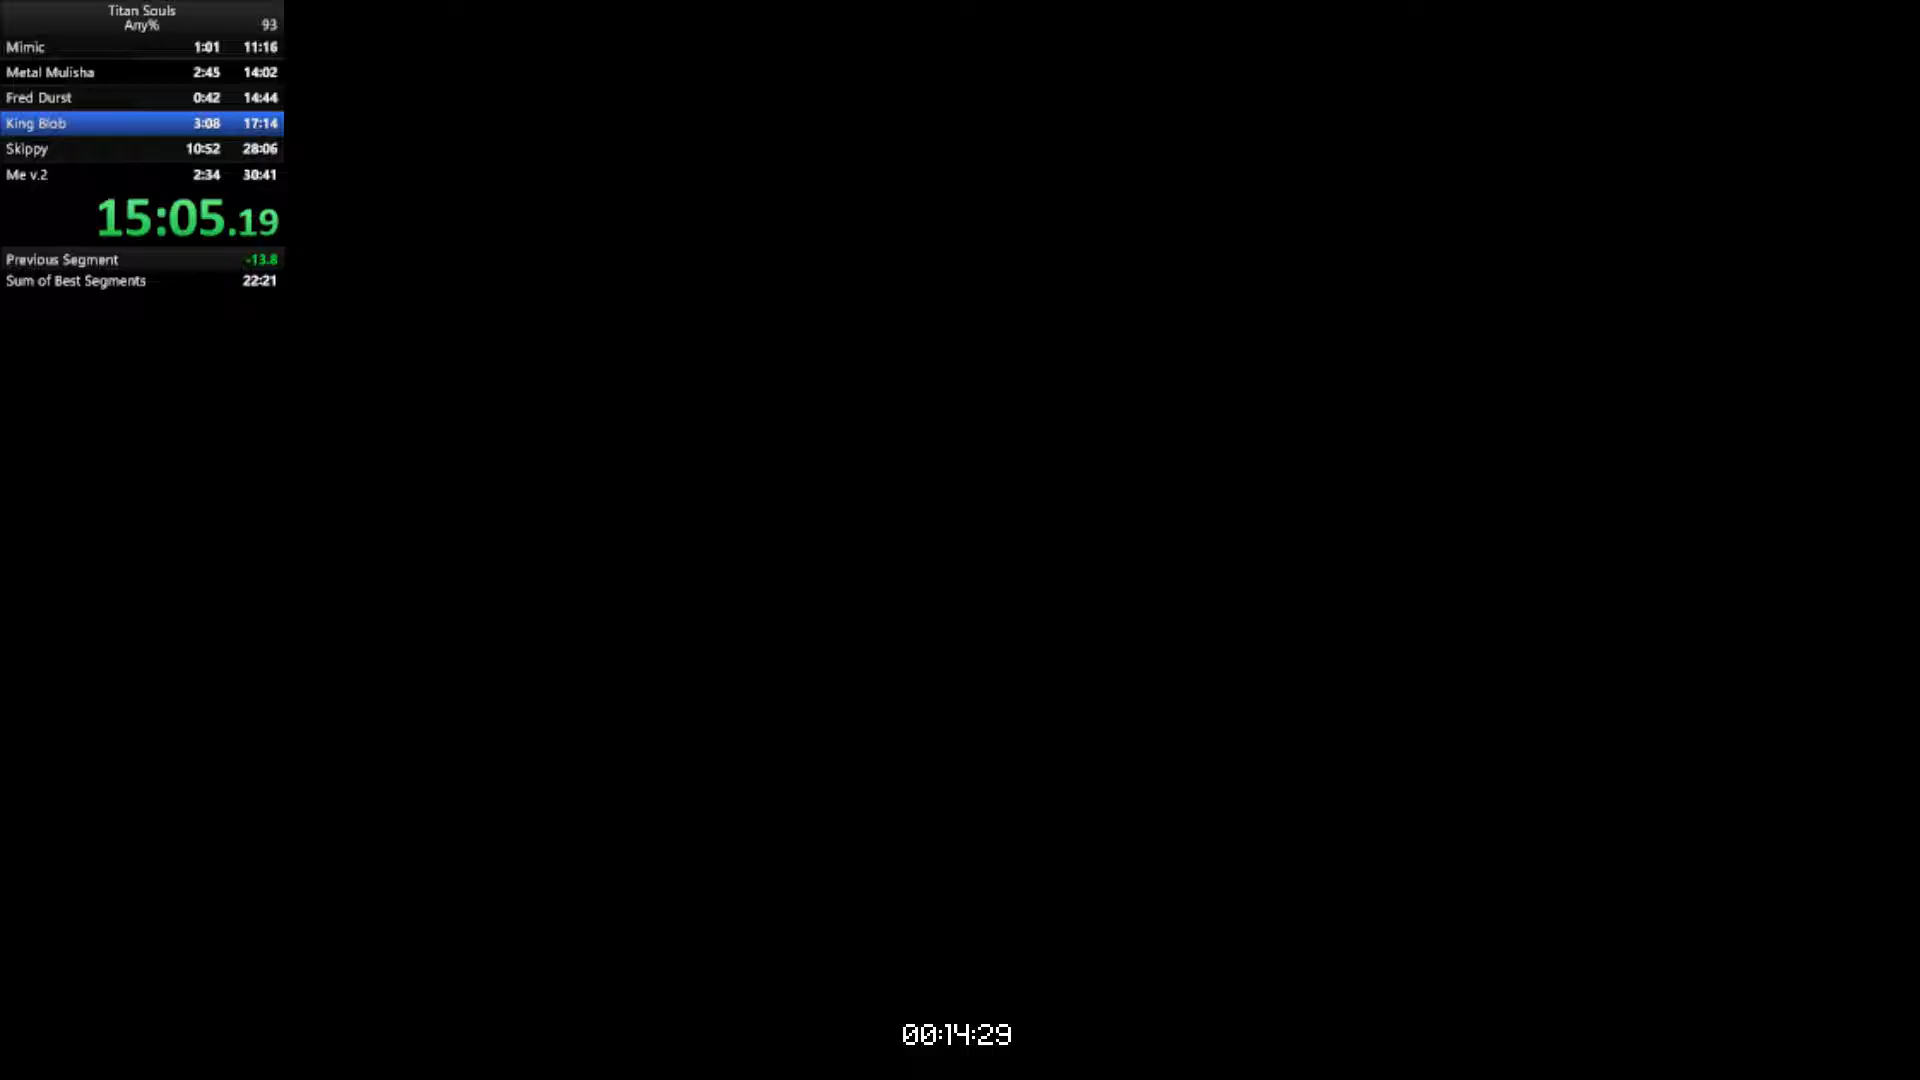 Titan Souls
Any% 93
Mimic 1:01 11:16
Metal Mulisha 2:45 14:02
Fred Durst 0:42 14:44
King Blob 3:08 17:14
Skippy 10:52 28:06
Me v.2 2:34 30:41
15:05.19
Previous Segment -13.8
Sum of Best Segments 22:21
00:14:29